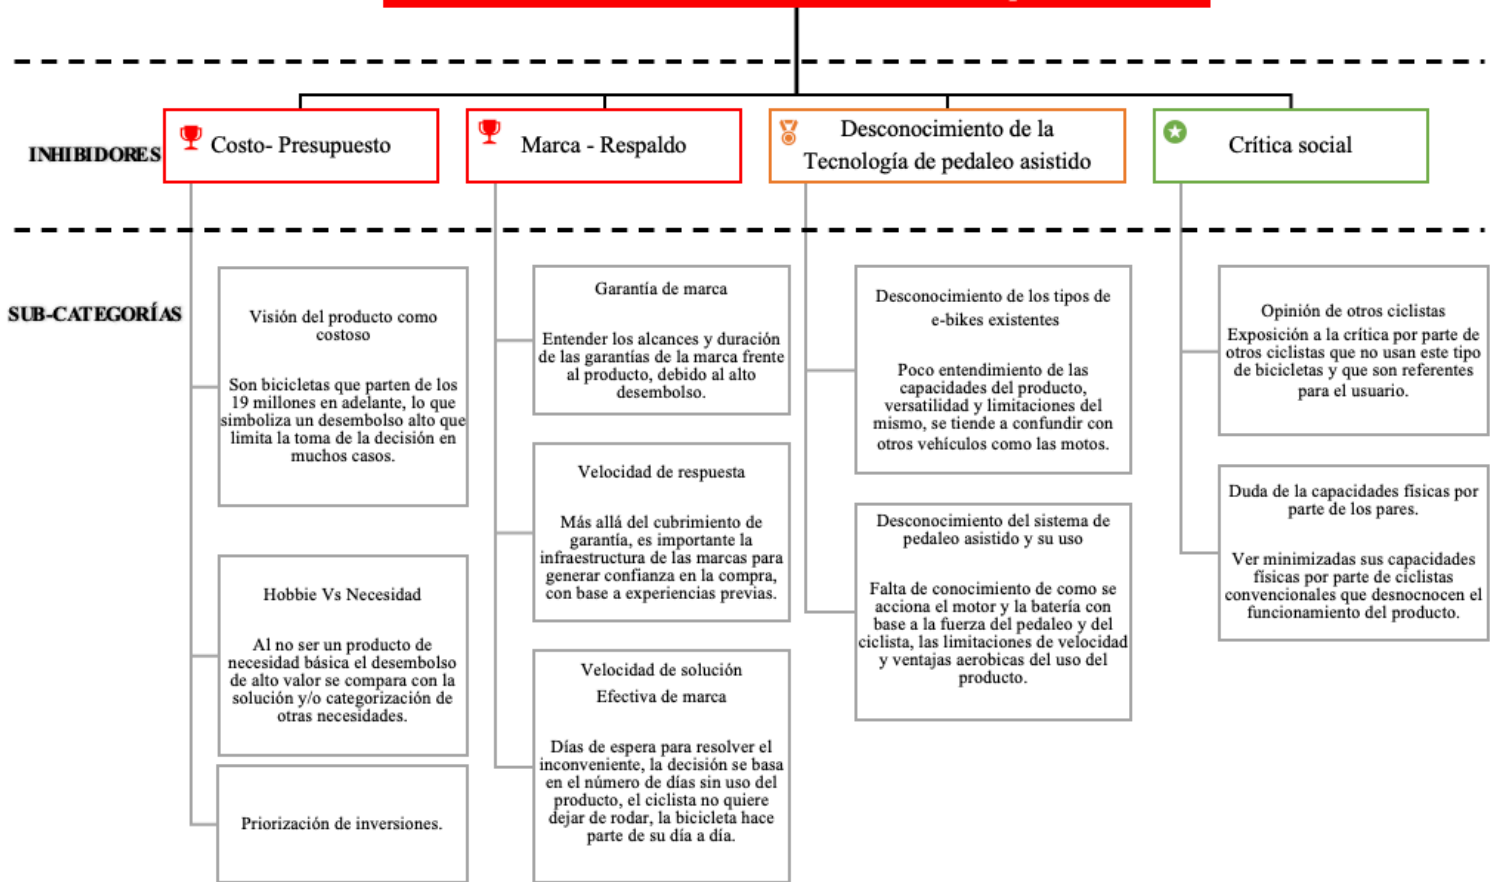 INHIBIDORES
Costo- Presupuesto
Marca - Respaldo
Desconocimiento de la
Tecnología de pedaleo asistido
Crítica social
SUB-CATEGORÍAS
Visión del producto como
costoso
Son bicicletas que parten de los
19 millones en adelante, lo que
simboliza un desembolso alto que
limita la toma de la decisión en
muchos casos.
Hobbie Vs Necesidad
Al no ser un producto de
necesidad básica el desembolso
de alto valor se compara con la
solución y/o categorización de
otras necesidades.
Priorización de inversiones.
Garantía de marca
Entender los alcances y duración
de las garantías de la marca frente
al producto, debido al alto
desembolso.
Velocidad de respuesta
Más allá del cubrimiento de
garantía, es importante la
infraestructura de las marcas para
generar confianza en la compra,
con base a experiencias previas.
Velocidad de solución
Efectiva de marca
Días de espera para resolver el
inconveniente, la decisión se basa
en el número de días sin uso del
producto, el ciclista no quiere
dejar de rodar, la bicicleta hace
parte de su día a día.
Desconocimiento de los tipos de
e-bikes existentes
Poco entendimiento de las
capacidades del producto,
versatilidad y limitaciones del
mismo, se tiende a confundir con
otros vehículos como las motos.
Desconocimiento del sistema de
pedaleo asistido y su uso
Falta de conocimiento de como se
acciona el motor y la batería con
base a la fuerza del pedaleo y del
ciclista, las limitaciones de velocidad
y ventajas aerobicas del uso del
producto.
Opinión de otros ciclistas
Exposición a la crítica por parte de
otros ciclistas que no usan este tipo
de bicicletas y que son referentes
para el usuario.
Duda de la capacidades físicas por
parte de los pares.
Ver minimizadas sus capacidades
físicas por parte de ciclistas
convencionales que desnocnocen el
funcionamiento del producto.